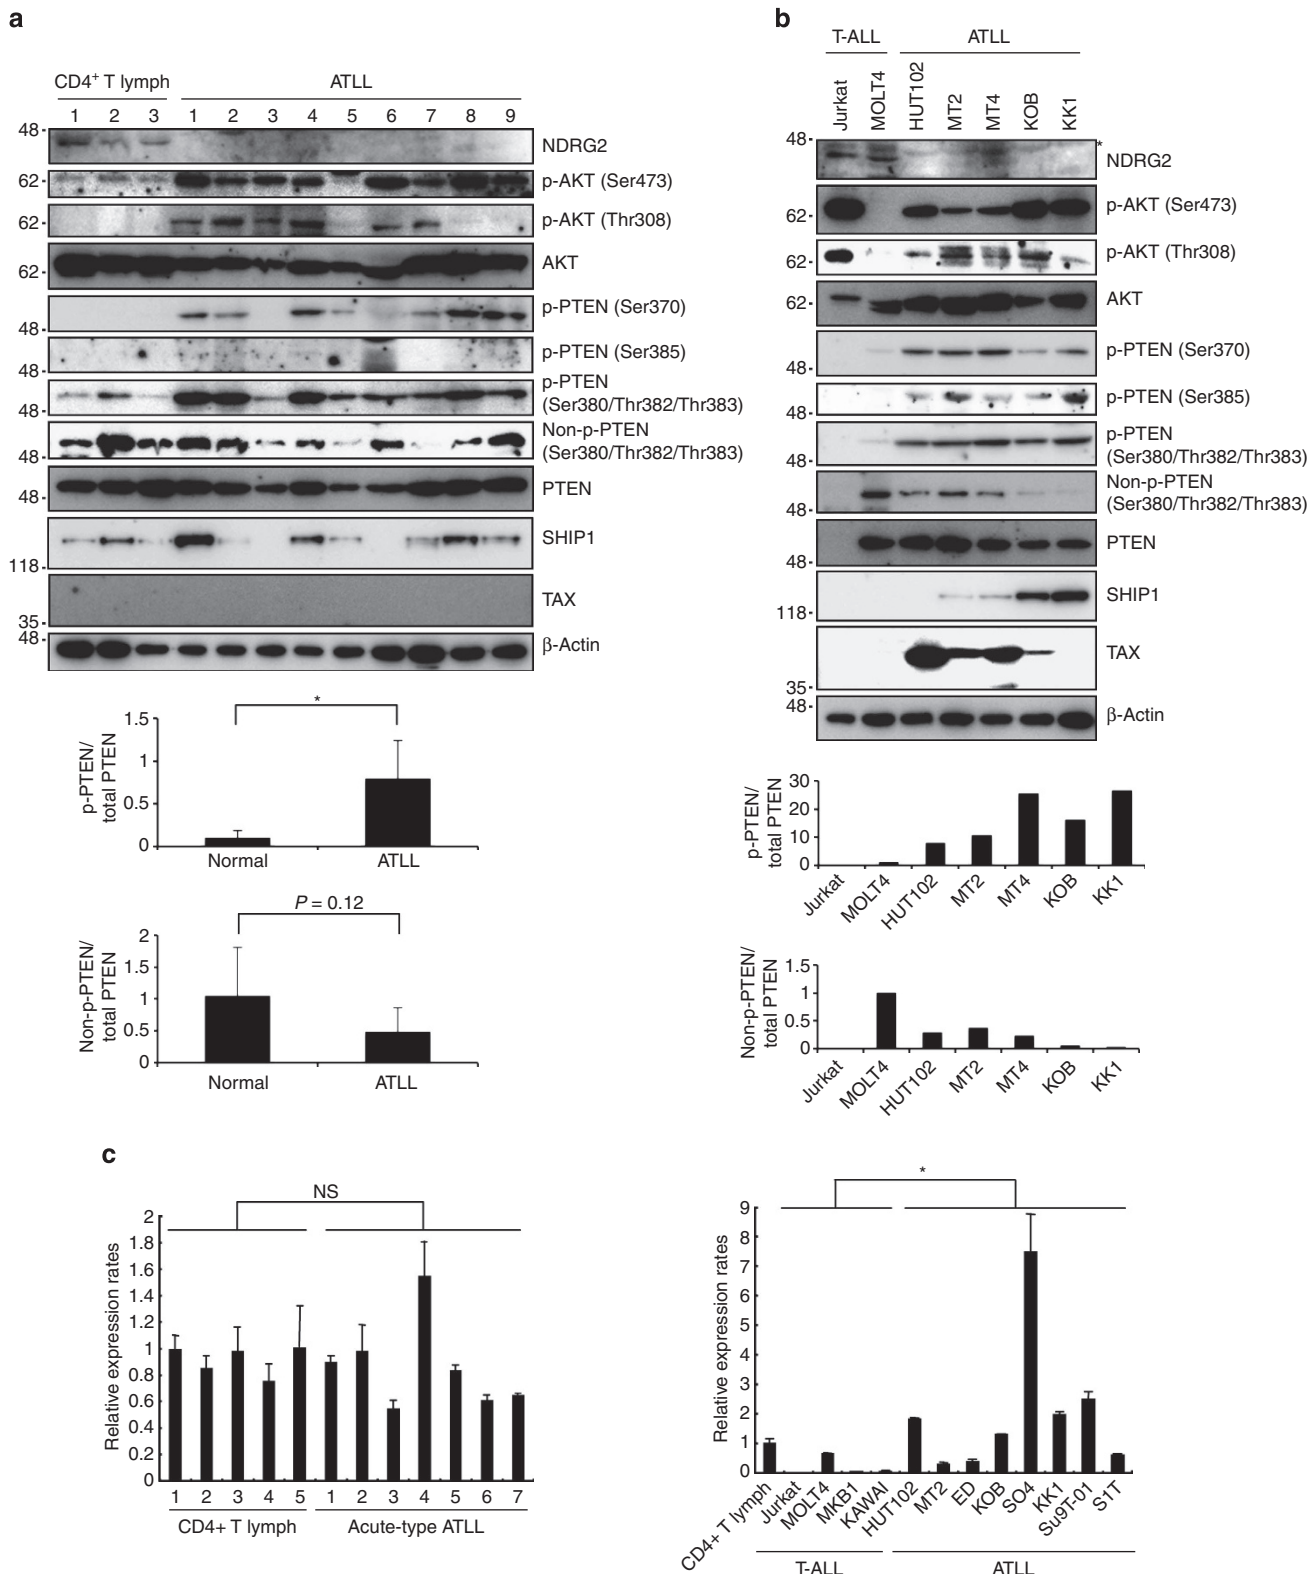 a
CD4+ T lymph
ATLL
1 2 3 1 2 3 4 5 6 7 8 9
48
NDRG2
62
p-AKT (Ser473)
62
p-AKT (Thr308)
62
AKT
48
p-PTEN (Ser370)
48
p-PTEN (Ser385)
48
p-PTEN
(Ser380/Thr382/Thr383)
48
Non-p-PTEN
(Ser380/Thr382/Thr383)
48
PTEN
118
SHIP1
35
TAX
48
β-Actin
*
p-PTEN/
total PTEN
1.5
1
0.5
0
Normal ATLL
P = 0.12
Non-p-PTEN/
total PTEN
2
1.5
1
0.5
0
Normal ATLL
b
T-ALL
ATLL
Jurkat
MOLT4
HUT102
MT2
MT4
KOB
KK1
48
*
NDRG2
62
p-AKT (Ser473)
62
p-AKT (Thr308)
62
AKT
48
p-PTEN (Ser370)
48
p-PTEN (Ser385)
48
p-PTEN
(Ser380/Thr382/Thr383)
48
Non-p-PTEN
(Ser380/Thr382/Thr383)
48
PTEN
118
SHIP1
35
TAX
48
β-Actin
p-PTEN/
total PTEN
30
20
10
0
Jurkat
MOLT4
HUT102
MT2
MT4
KOB
KK1
Non-p-PTEN/
total PTEN
1.5
1
0.5
0
Jurkat
MOLT4
HUT102
MT2
MT4
KOB
KK1
c
NS
Relative expression rates
2
1.8
1.6
1.4
1.2
1
0.8
0.6
0.4
0.2
0
1 2 3 4 5 1 2 3 4 5 6 7
CD4+ T lymph
Acute-type ATLL
*
Relative expression rates
9
8
7
6
5
4
3
2
1
0
CD4+ T lymph
Jurkat
MOLT4
MKB1
KAWAI
HUT102
MT2
ED
KOB
SO4
KK1
Su9T-01
S1T
T-ALL
ATLL